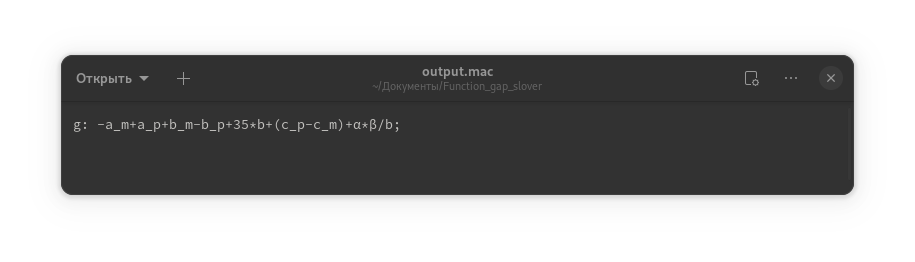 Открыть
output.mac
~/Документы/Function_gap_slover
g: -a_m+a_p+b_m-b_p+35*b+(c_p-c_m)+α*β/b;